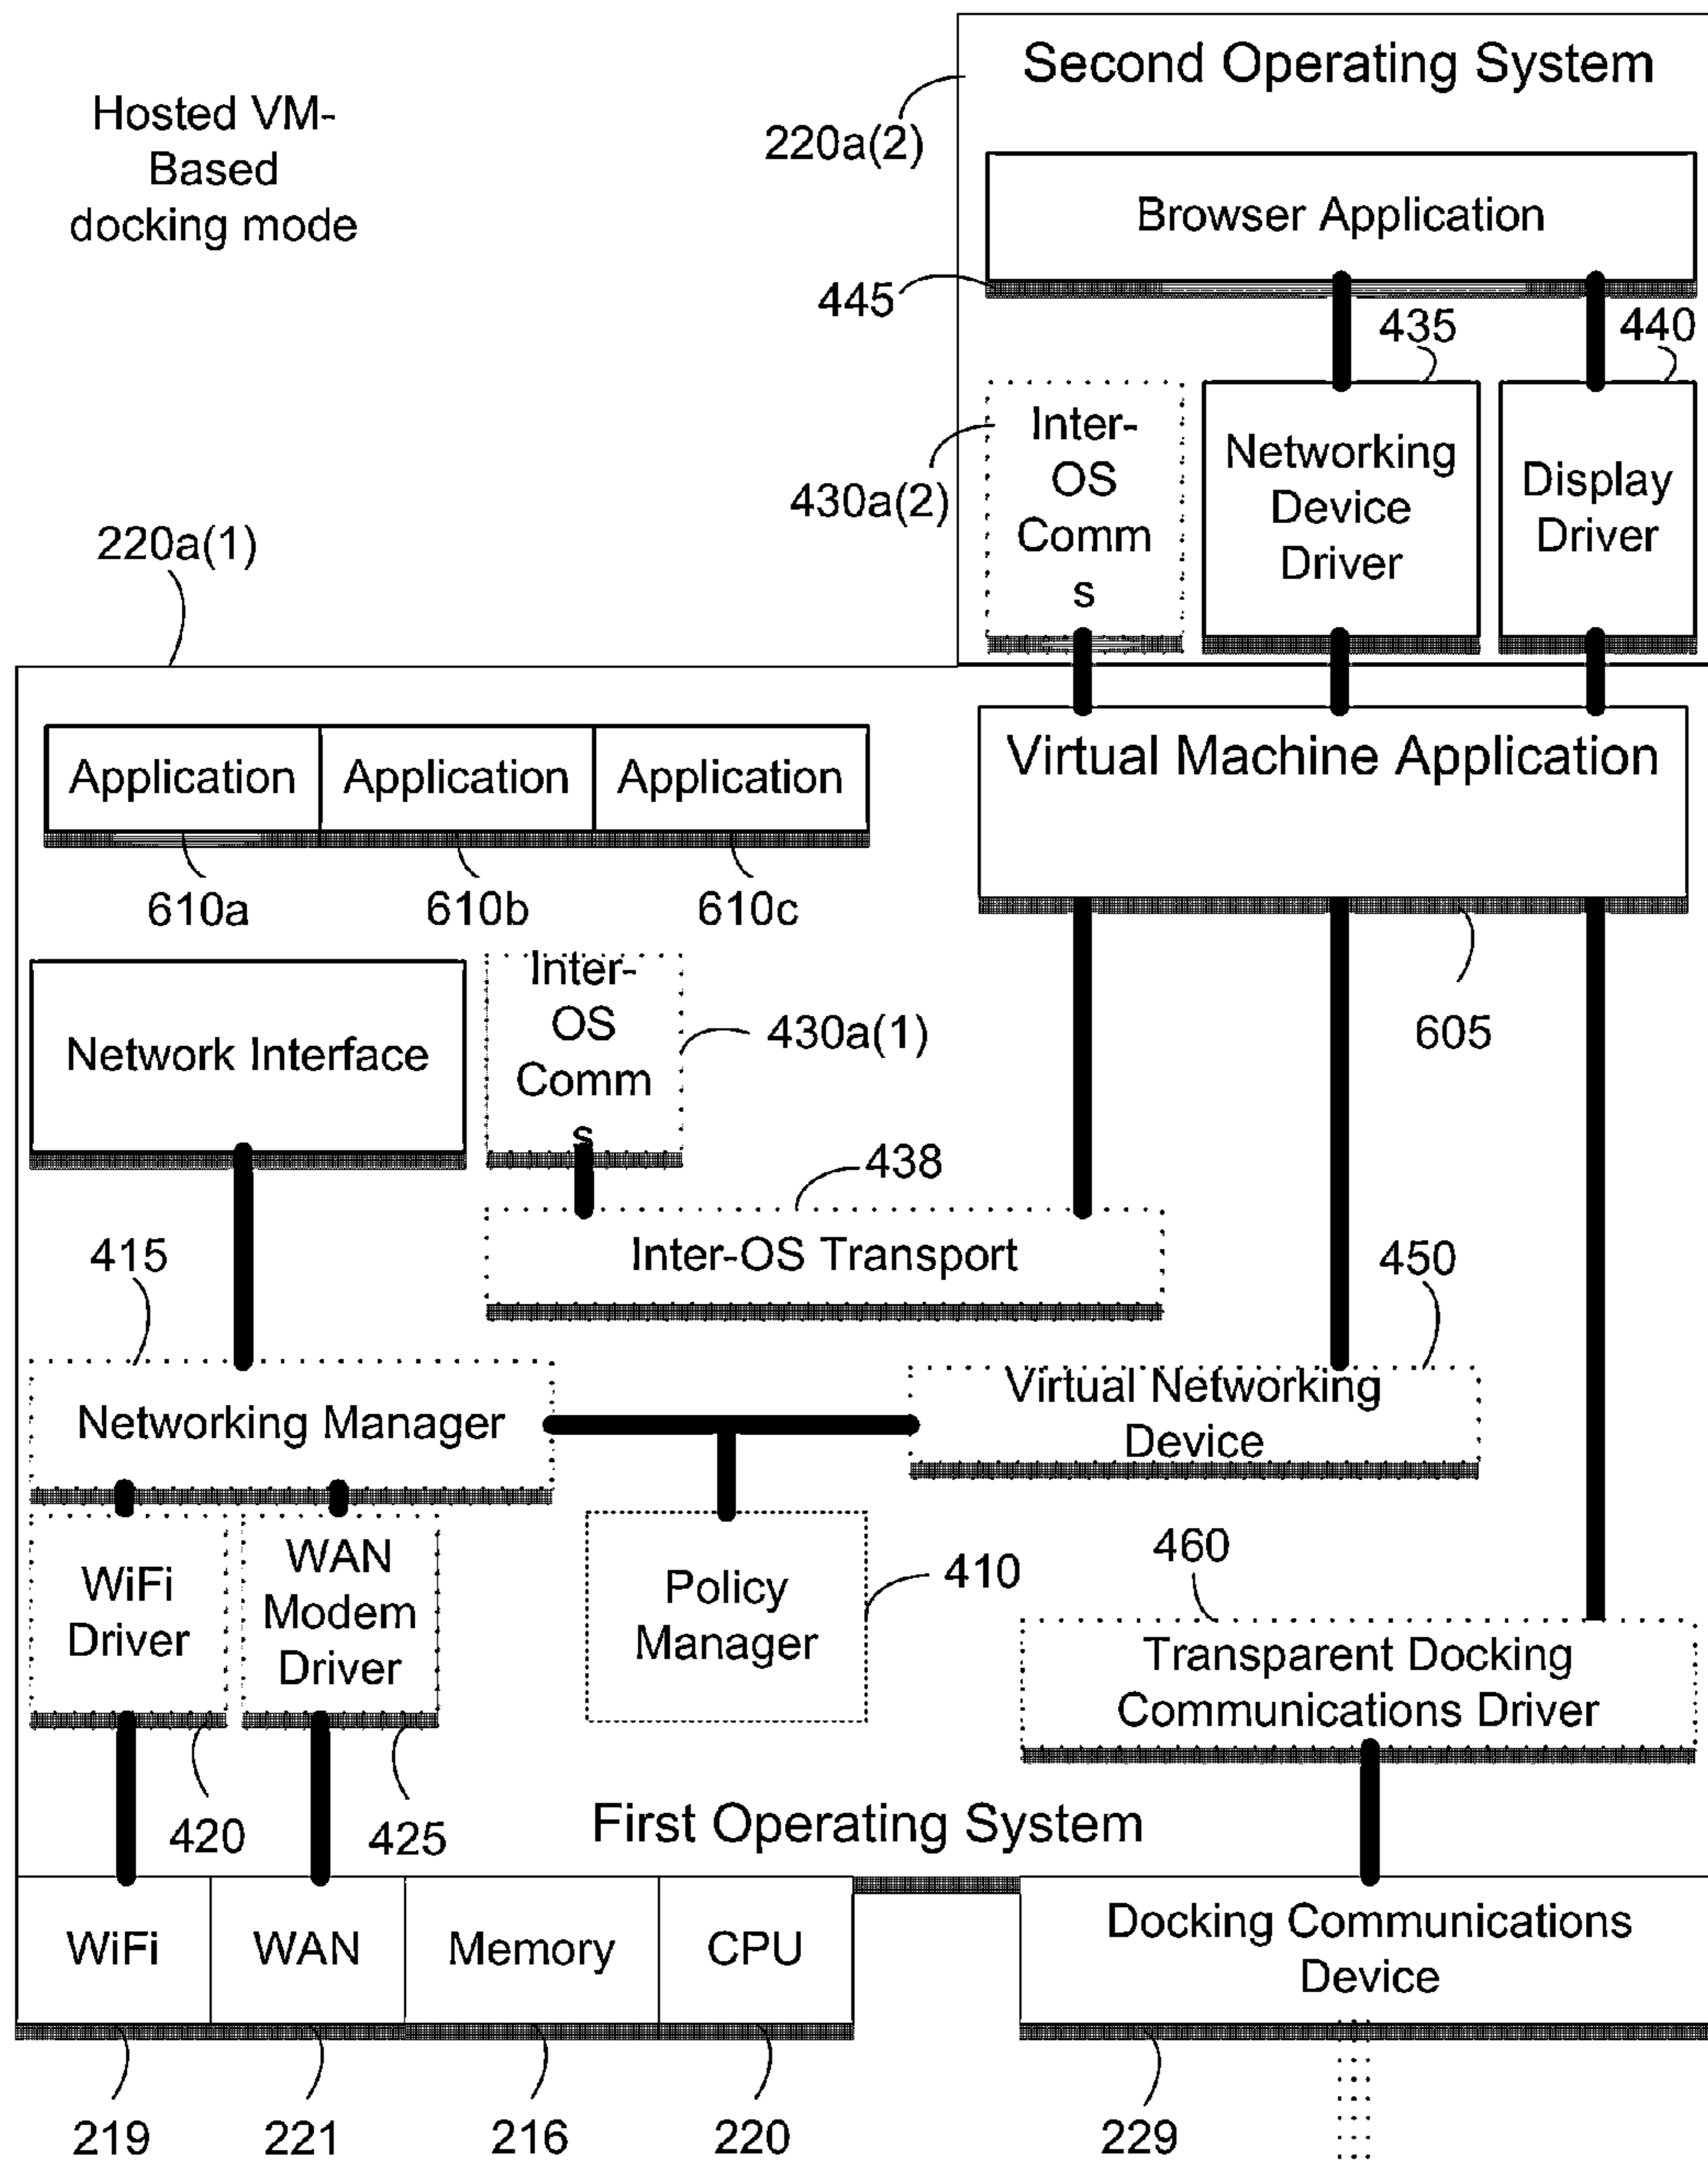 Second Operating System
Hosted VM-
Based
docking mode
220a(2)
Browser Application
445
435
440
Inter-
OS
Comm
s
Networking
Device
Driver
Display
Driver
430a(2)
220a(1)
Virtual Machine Application
Application
Application
Application
610a
610b
610c
605
Network Interface
Inter-
OS
Comm
s
430a(1)
438
Inter-OS Transport
415
450
Networking Manager
Virtual Networking
Device
WiFi
Driver
WAN
Modem
Driver
Policy
Manager
410
460
Transparent Docking
Communications Driver
420
425
First Operating System
WiFi
WAN
Memory
CPU
Docking Communications
Device
219
221
216
220
229